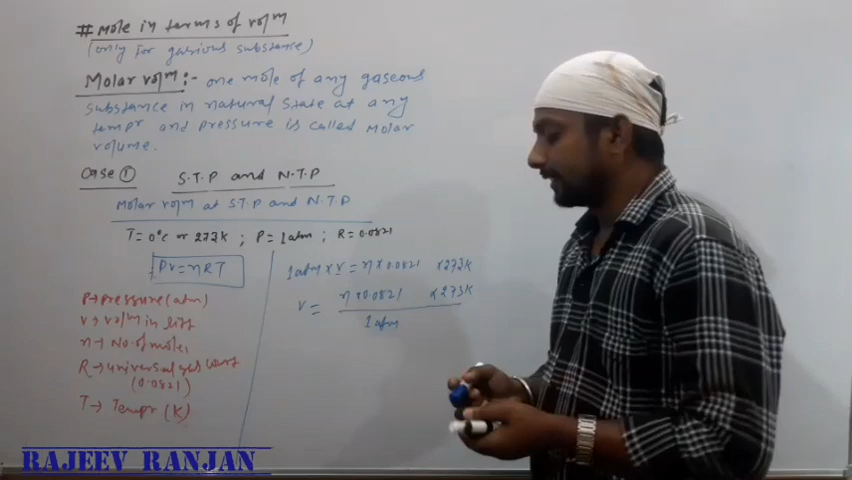 # Mole in terms of volm
(only for gasious substance)
Molar volm:- one mole of any gaseous
substance in natural state at any
tempr and pressure is called Molar
volume.
Case ① S.T.P and N.T.P
Molar volm at S.T.P and N.T.P
T = 0°C or 273K ; P = 1atm ; R = 0.0821
PV = nRT
P → pressure (atm)
V → volm in litr
n → No. of moles
R → universal gas const
(0.0821)
T → Tempr (K)
1atm x V = n x 0.0821 x 273K
V = n x 0.0821 x 273K
1atm
RAJEEV RANJAN